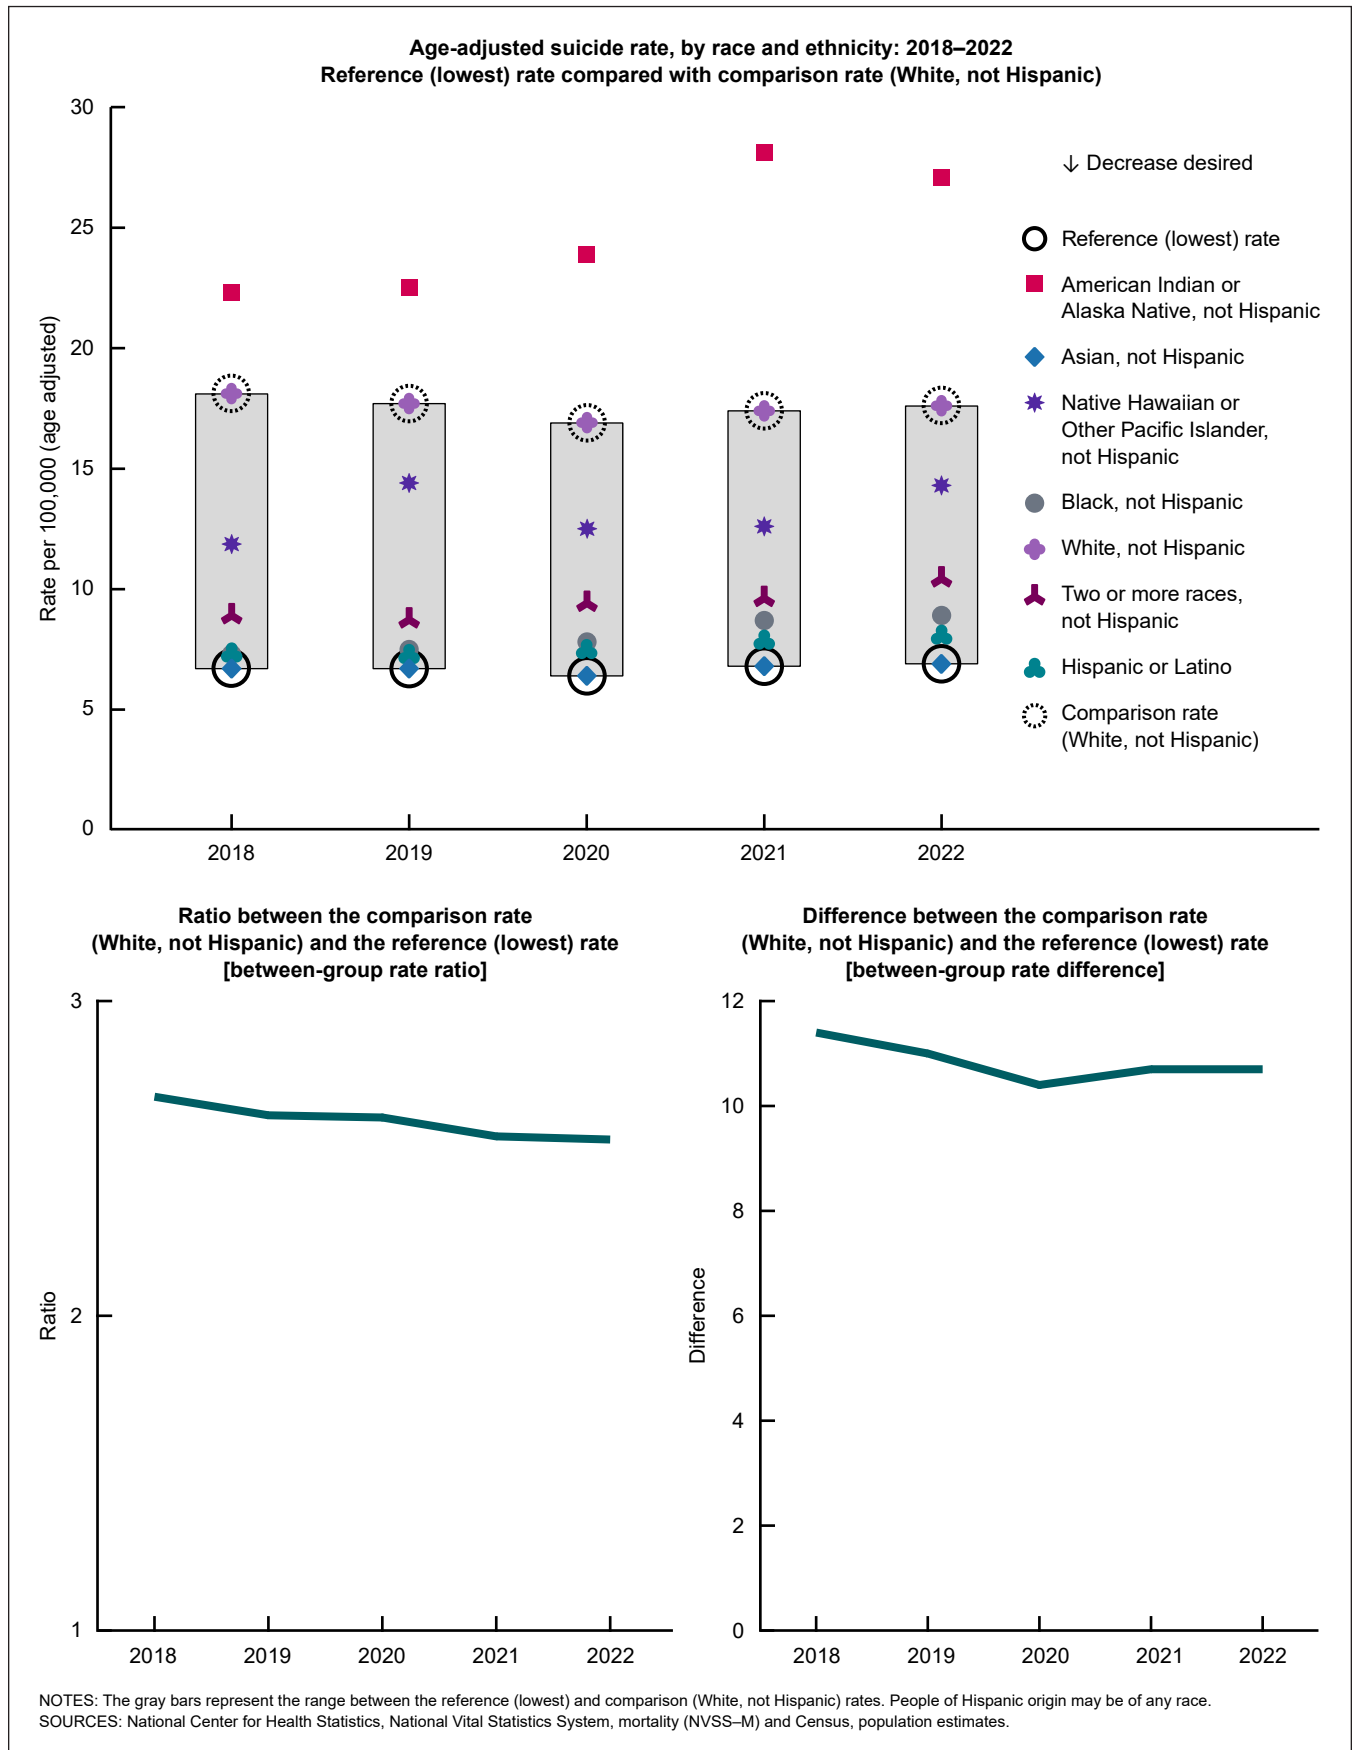 Age-adjusted suicide rate, by race and ethnicity: 2018–2022
Reference (lowest) rate compared with comparison rate (White, not Hispanic)
Rate per 100,000 (age adjusted)
30
25
20
15
10
5
0
2018
2019
2020
2021
2022
↓ Decrease desired
Reference (lowest) rate
American Indian or
Alaska Native, not Hispanic
Asian, not Hispanic
Native Hawaiian or
Other Pacific Islander,
not Hispanic
Black, not Hispanic
White, not Hispanic
Two or more races,
not Hispanic
Hispanic or Latino
Comparison rate
(White, not Hispanic)
Ratio between the comparison rate
(White, not Hispanic) and the reference (lowest) rate
[between-group rate ratio]
Ratio
3
2
1
2018
2019
2020
2021
2022
Difference between the comparison rate
(White, not Hispanic) and the reference (lowest) rate
[between-group rate difference]
Difference
12
10
8
6
4
2
0
2018
2019
2020
2021
2022
NOTES: The gray bars represent the range between the reference (lowest) and comparison (White, not Hispanic) rates. People of Hispanic origin may be of any race.
SOURCES: National Center for Health Statistics, National Vital Statistics System, mortality (NVSS–M) and Census, population estimates.